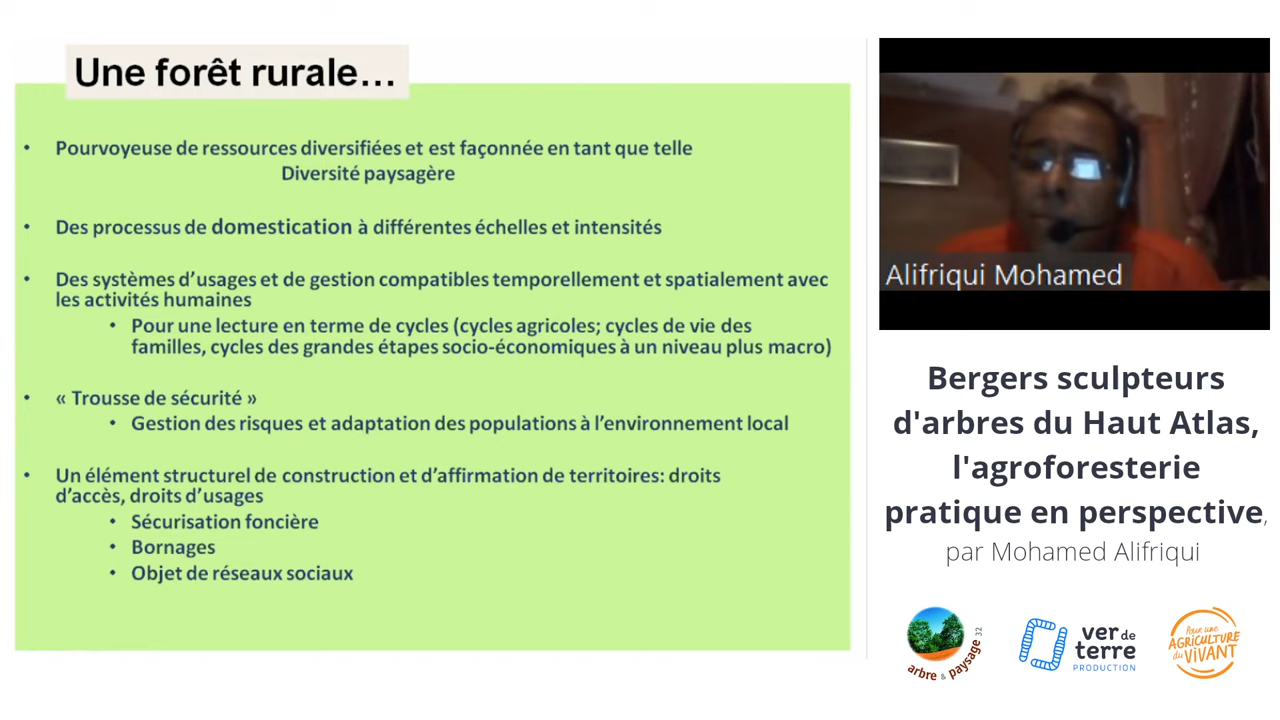 Une forêt rurale...
• Pourvoyeuse de ressources diversifiées et est façonnée en tant que telle
Diversité paysagère
• Des processus de domestication à différentes échelles et intensités
• Des systèmes d'usages et de gestion compatibles temporellement et spatialement avec
les activités humaines
• Pour une lecture en terme de cycles (cycles agricoles; cycles de vie des
familles, cycles des grandes étapes socio-économiques à un niveau plus macro)
• « Trousse de sécurité »
• Gestion des risques et adaptation des populations à l'environnement local
• Un élément structurel de construction et d'affirmation de territoires: droits
d'accès, droits d'usages
• Sécurisation foncière
• Bornages
• Objet de réseaux sociaux
Alifriqui Mohamed
Bergers sculpteurs
d'arbres du Haut Atlas,
l'agroforesterie
pratique en perspective,
par Mohamed Alifriqui
arbre & paysage 32
ver de
terre
PRODUCTION
Pour une
AGRICULTURE
du ViVANT